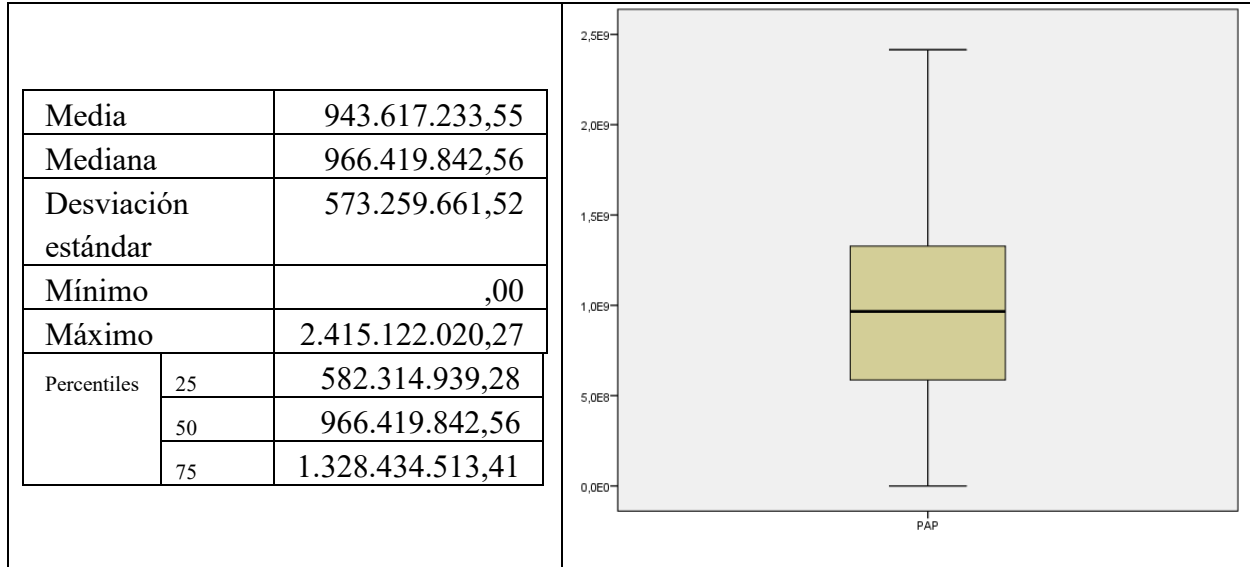 Media 943.617.233,55
Mediana 966.419.842,56
Desviación 573.259.661,52
estándar
Mínimo ,00
Máximo 2.415.122.020,27
Percentiles 25 582.314.939,28
50 966.419.842,56
75 1.328.434.513,41
2,5E9
2,0E9
1,5E9
1,0E9
5,0E8
0,0E0
PAP